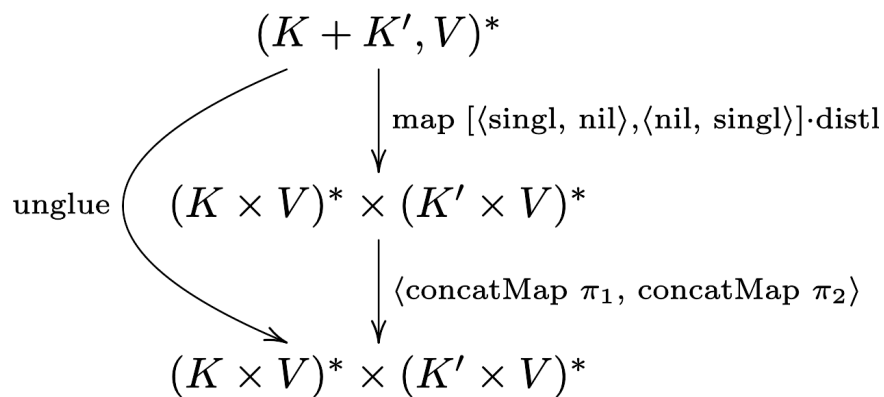 (K + K′, V)*
map [⟨singl, nil⟩,⟨nil, singl⟩]·distl
unglue
(K × V)* × (K′ × V)*
⟨concatMap π₁, concatMap π₂⟩
(K × V)* × (K′ × V)*